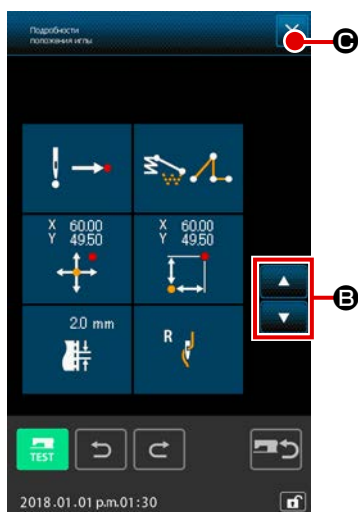 Подробности
положения иглы
C
X 60.00
Y 49.50
X 60.00
Y 49.50
B
2.0 mm
R
TEST
2018.01.01 p.m.01:30